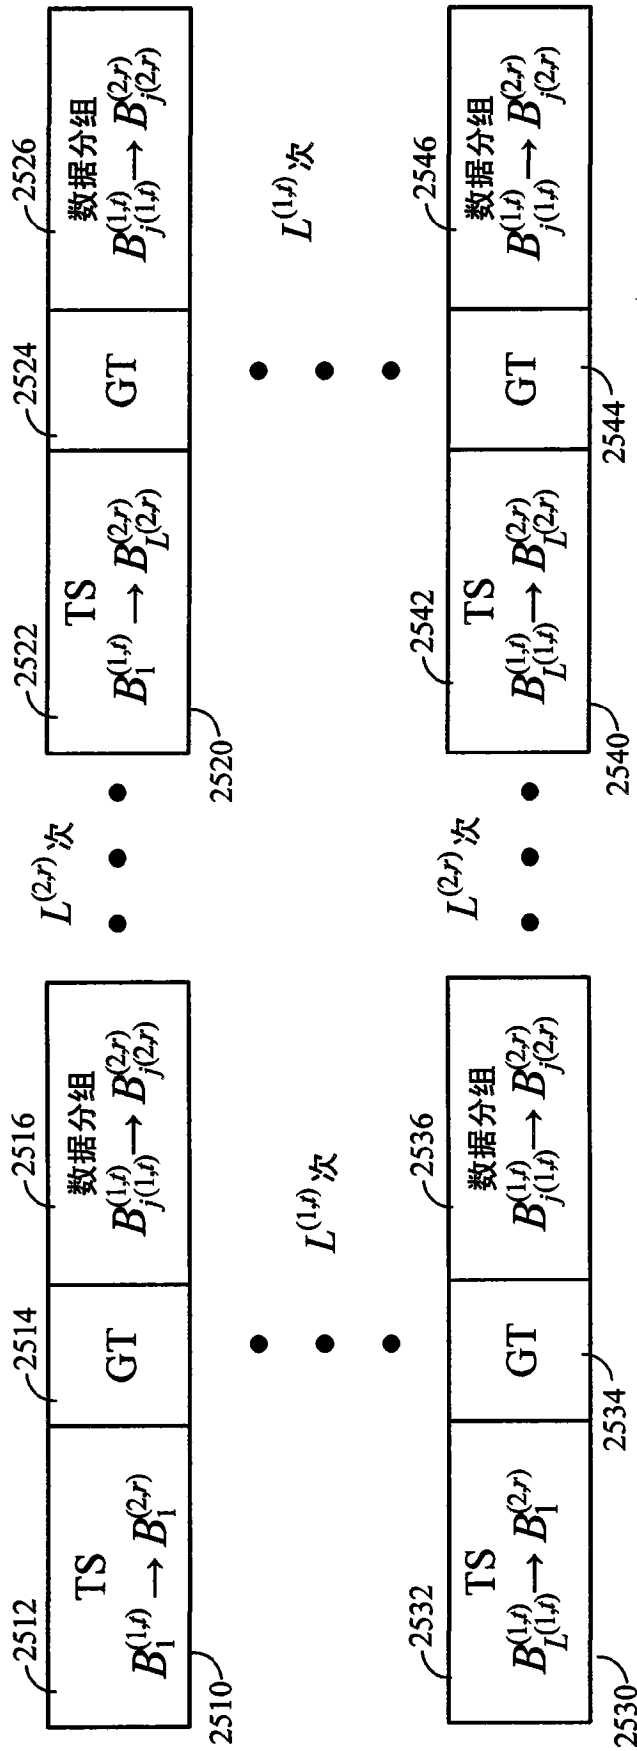 2512
2514
2516
TS
B_1^{(1,t)} → B_1^{(2,r)}
GT
数据分组
B_{j(1,t)}^{(1,t)} → B_{j(2,r)}^{(2,r)}
2510
L^{(2,r)}次
2522
2524
2526
TS
B_1^{(1,t)} → B_{L^{(2,r)}}^{(2,r)}
GT
数据分组
B_{j(1,t)}^{(1,t)} → B_{j(2,r)}^{(2,r)}
2520
L^{(1,t)}次
L^{(1,t)}次
2532
2536
TS
B_{L^{(1,t)}}^{(1,t)} → B_1^{(2,r)}
GT
数据分组
B_{j(1,t)}^{(1,t)} → B_{j(2,r)}^{(2,r)}
2530
2534
L^{(2,r)}次
2542
2546
TS
B_{L^{(1,t)}}^{(1,t)} → B_{L^{(2,r)}}^{(2,r)}
GT
数据分组
B_{j(1,t)}^{(1,t)} → B_{j(2,r)}^{(2,r)}
2540
2544